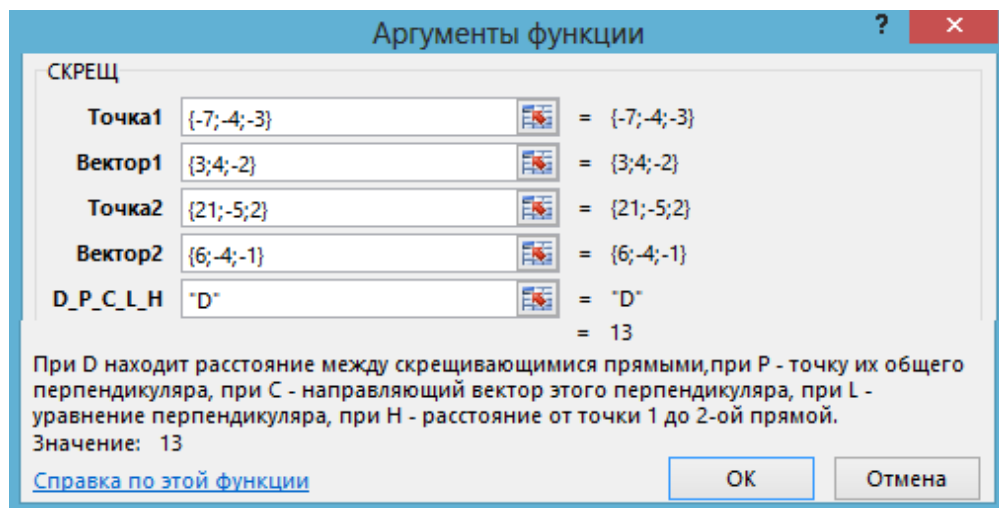 Аргументы функции ? ×
СКРЕЩ
Точка1 {-7;-4;-3} = {-7;-4;-3}
Вектор1 {3;4;-2} = {3;4;-2}
Точка2 {21;-5;2} = {21;-5;2}
Вектор2 {6;-4;-1} = {6;-4;-1}
D_P_C_L_H "D" = "D"
= 13
При D находит расстояние между скрещивающимися прямыми,при P - точку их общего
перпендикуляра, при C - направляющий вектор этого перпендикуляра, при L -
уравнение перпендикуляра, при H - расстояние от точки 1 до 2-ой прямой.
Значение: 13
Справка по этой функции ОК Отмена